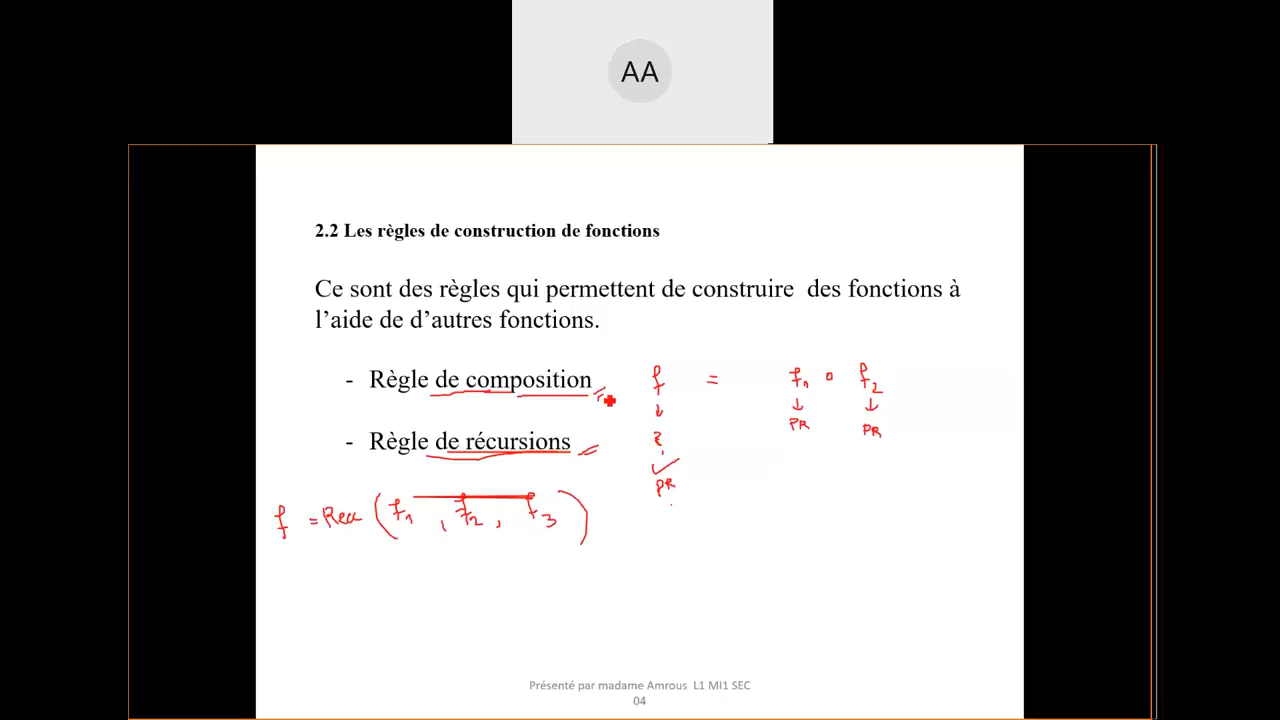 AA
2.2 Les règles de construction de fonctions
Ce sont des règles qui permettent de construire  des fonctions à
l’aide de d’autres fonctions.
- Règle de composition f = f1 o f2
PR PR
- Règle de récursions
PR
f = Rec (f1, f2, f3)
Présenté par madame Amrous  L1 MI1 SEC
04